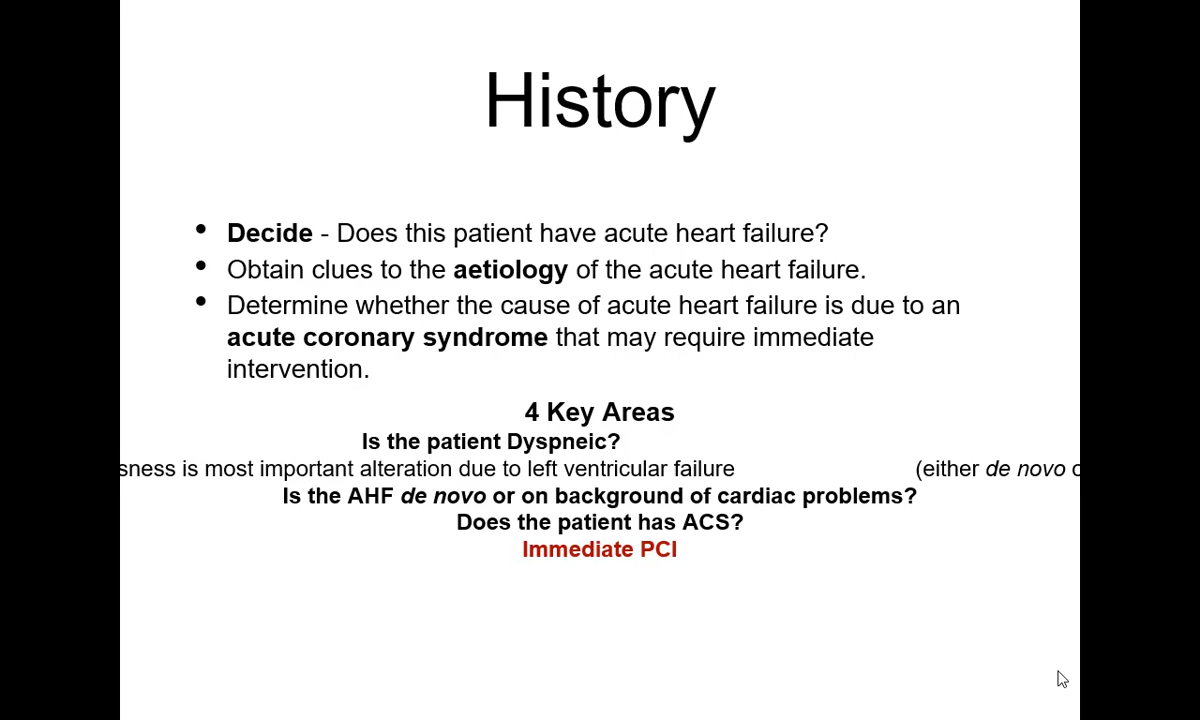 History
• Decide - Does this patient have acute heart failure?
• Obtain clues to the aetiology of the acute heart failure.
• Determine whether the cause of acute heart failure is due to an
acute coronary syndrome that may require immediate
intervention.
4 Key Areas
Is the patient Dyspneic?
sness is most important alteration due to left ventricular failure (either de novo
Is the AHF de novo or on background of cardiac problems?
Does the patient has ACS?
Immediate PCI